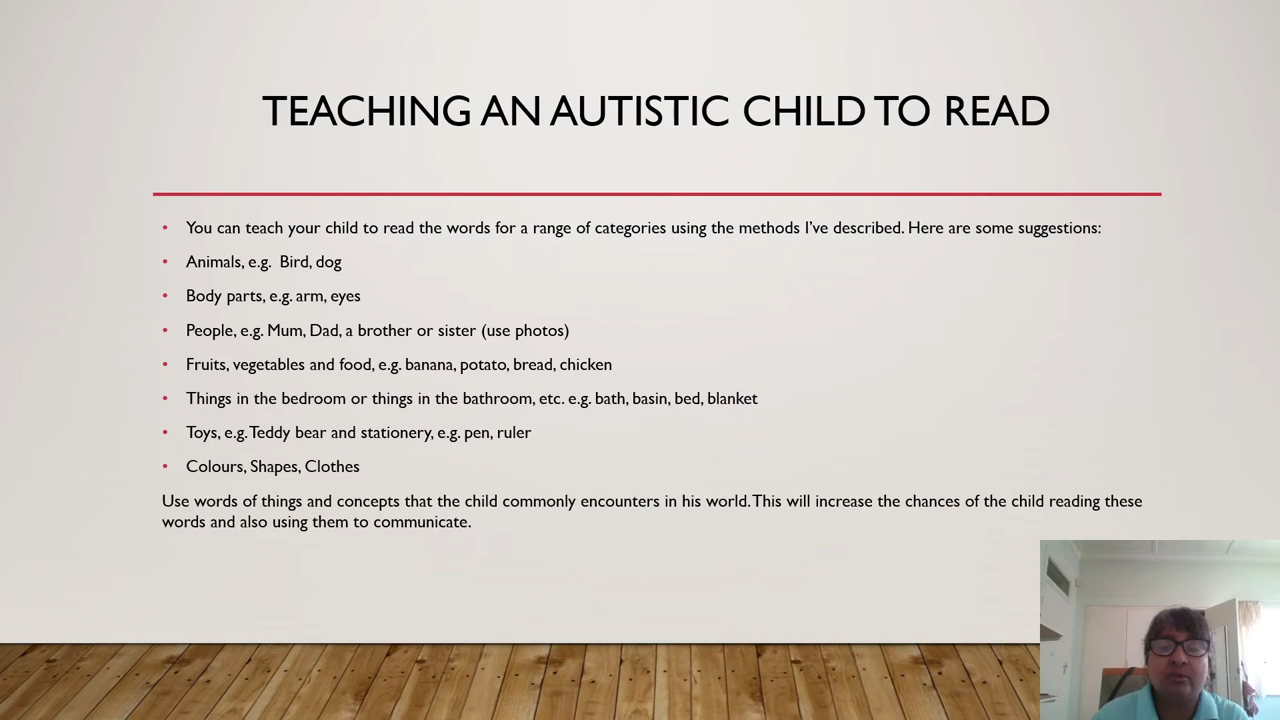 TEACHING AN AUTISTIC CHILD TO READ
• You can teach your child to read the words for a range of categories using the methods I've described. Here are some suggestions:
• Animals, e.g.  Bird, dog
• Body parts, e.g. arm, eyes
• People, e.g. Mum, Dad, a brother or sister (use photos)
• Fruits, vegetables and food, e.g. banana, potato, bread, chicken
• Things in the bedroom or things in the bathroom, etc. e.g. bath, basin, bed, blanket
• Toys, e.g. Teddy bear and stationery, e.g. pen, ruler
• Colours, Shapes, Clothes
Use words of things and concepts that the child commonly encounters in his world. This will increase the chances of the child reading these
words and also using them to communicate.